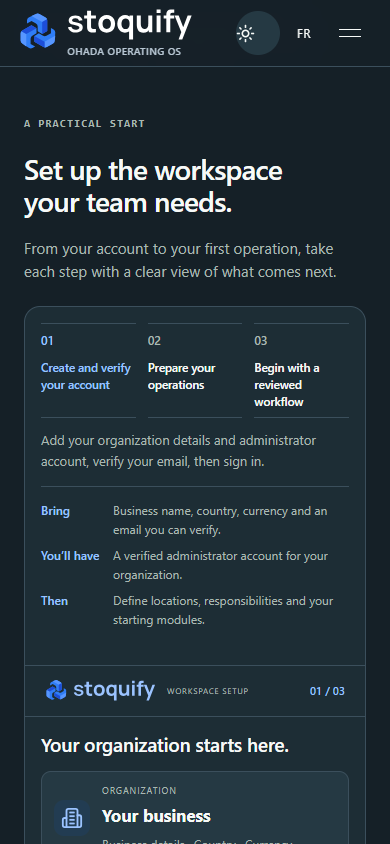 stoquify
OHADA OPERATING OS
FR
A PRACTICAL START
Set up the workspace
your team needs.
From your account to your first operation, take
each step with a clear view of what comes next.
01
Create and verify
your account
02
Prepare your
operations
03
Begin with a
reviewed
workflow
Add your organization details and administrator
account, verify your email, then sign in.
Bring
Business name, country, currency and an
email you can verify.
You'll have
A verified administrator account for your
organization.
Then
Define locations, responsibilities and your
starting modules.
stoquify
WORKSPACE SETUP
01 / 03
Your organization starts here.
ORGANIZATION
Your business
Business details · Country · Currency